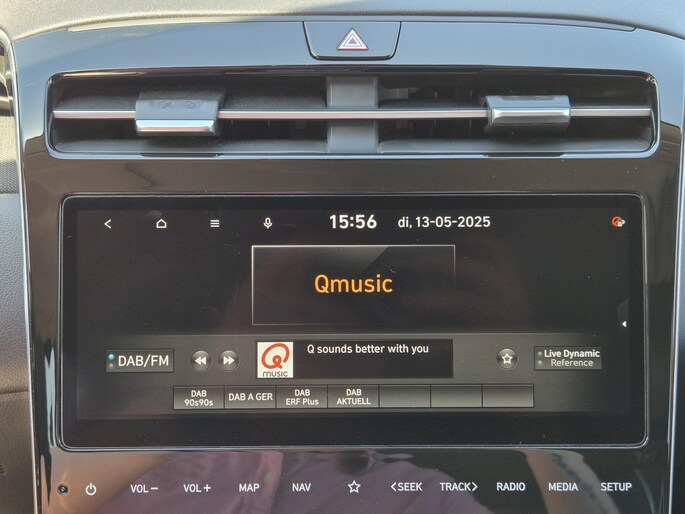 15:56 di, 13-05-2025
Qmusic
DAB/FM
Q music
Q sounds better with you
Live Dynamic
Reference
DAB
90s90s
DAB A GER
DAB
ERF Plus
DAB
AKTUELL
VOL- VOL+ MAP NAV <SEEK TRACK> RADIO MEDIA SETUP